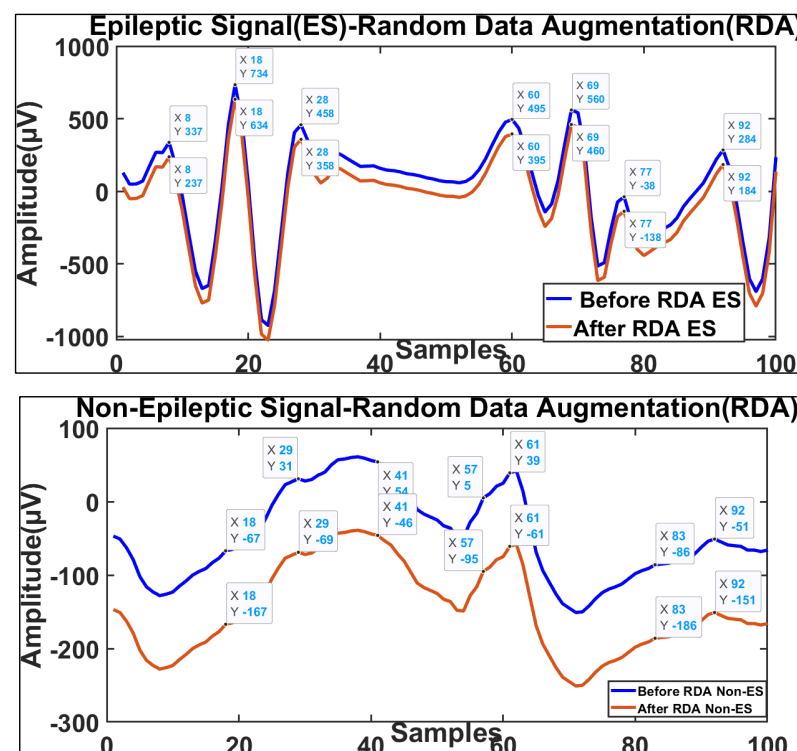 Epileptic Signal(ES)-Random Data Augmentation(RDA)
Amplitude(µV)
1000
500
0
-500
-1000
X 8
Y 337
X 8
Y 237
X 18
Y 734
X 18
Y 634
X 28
Y 458
X 28
Y 358
X 60
Y 495
X 60
Y 395
X 69
Y 560
X 69
Y 460
X 77
Y -38
X 77
Y -138
X 92
Y 284
X 92
Y 184
Before RDA ES
After RDA ES
0 20 40 60 80 100
Samples
Non-Epileptic Signal-Random Data Augmentation(RDA)
Amplitude(µV)
100
0
-100
-200
-300
X 18
Y -67
X 18
Y -167
X 29
Y 31
X 29
Y -69
X 41
Y 54
X 41
Y -46
X 57
Y 5
X 57
Y -95
X 61
Y 39
X 61
Y -61
X 83
Y -86
X 83
Y -186
X 92
Y -51
X 92
Y -151
Before RDA Non-ES
After RDA Non-ES
0 20 40 60 80 100
Samples